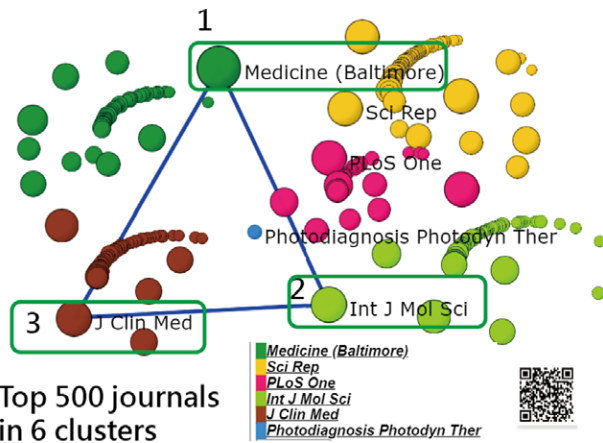 1
Medicine (Baltimore)
Sci Rep
PLoS One
Photodiagnosis Photodyn Ther
2
Int J Mol Sci
3
J Clin Med
Top 500 journals
in 6 clusters
Medicine (Baltimore)
Sci Rep
PLoS One
Int J Mol Sci
J Clin Med
Photodiagnosis Photodyn Ther